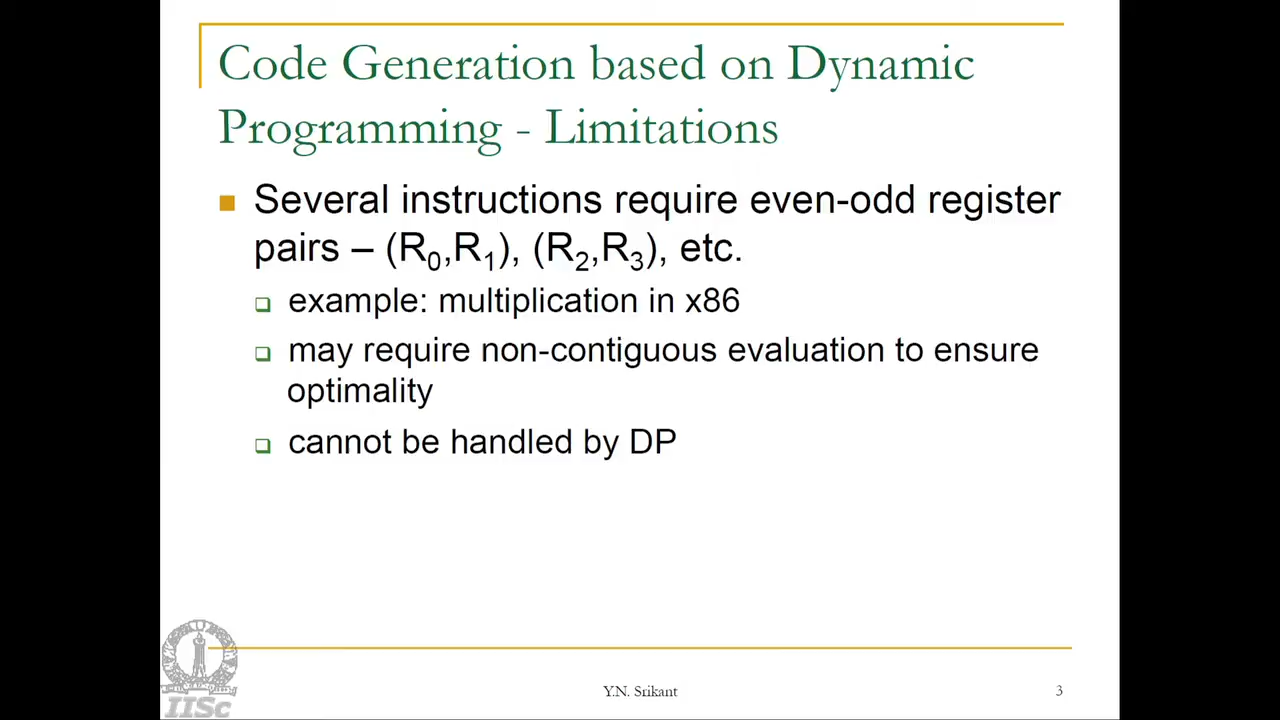 Code Generation based on Dynamic
Programming - Limitations
Several instructions require even-odd register
pairs – (R0,R1), (R2,R3), etc.
example: multiplication in x86
may require non-contiguous evaluation to ensure
optimality
cannot be handled by DP
IISc
Y.N. Srikant
3